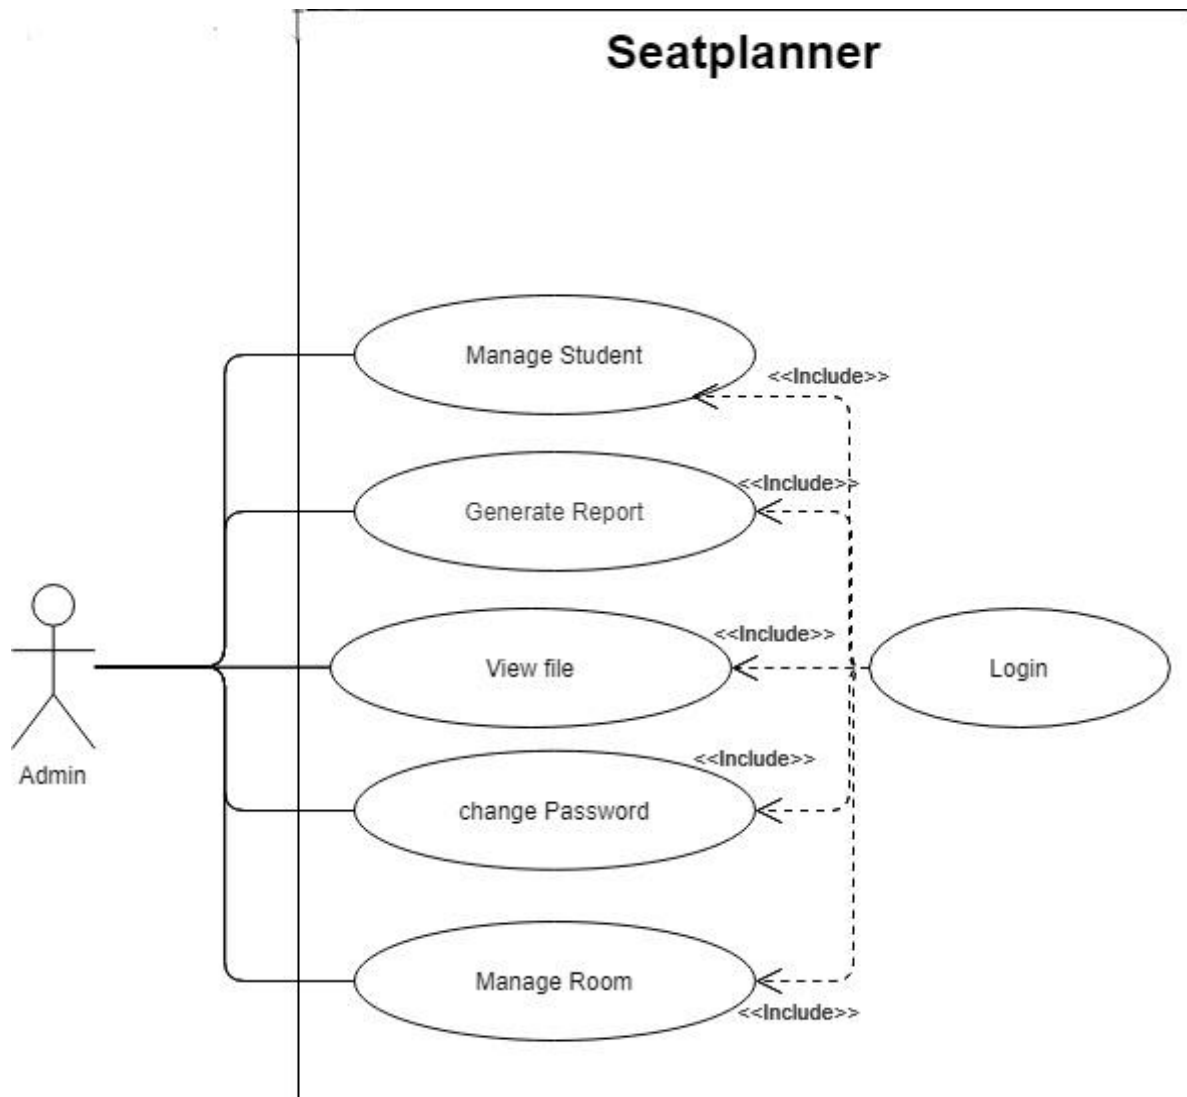 Seatplanner
Manage Student
<<Include>>
<<Include>>
Generate Report
<<Include>>
View file
Login
<<Include>>
Admin
change Password
Manage Room
<<Include>>